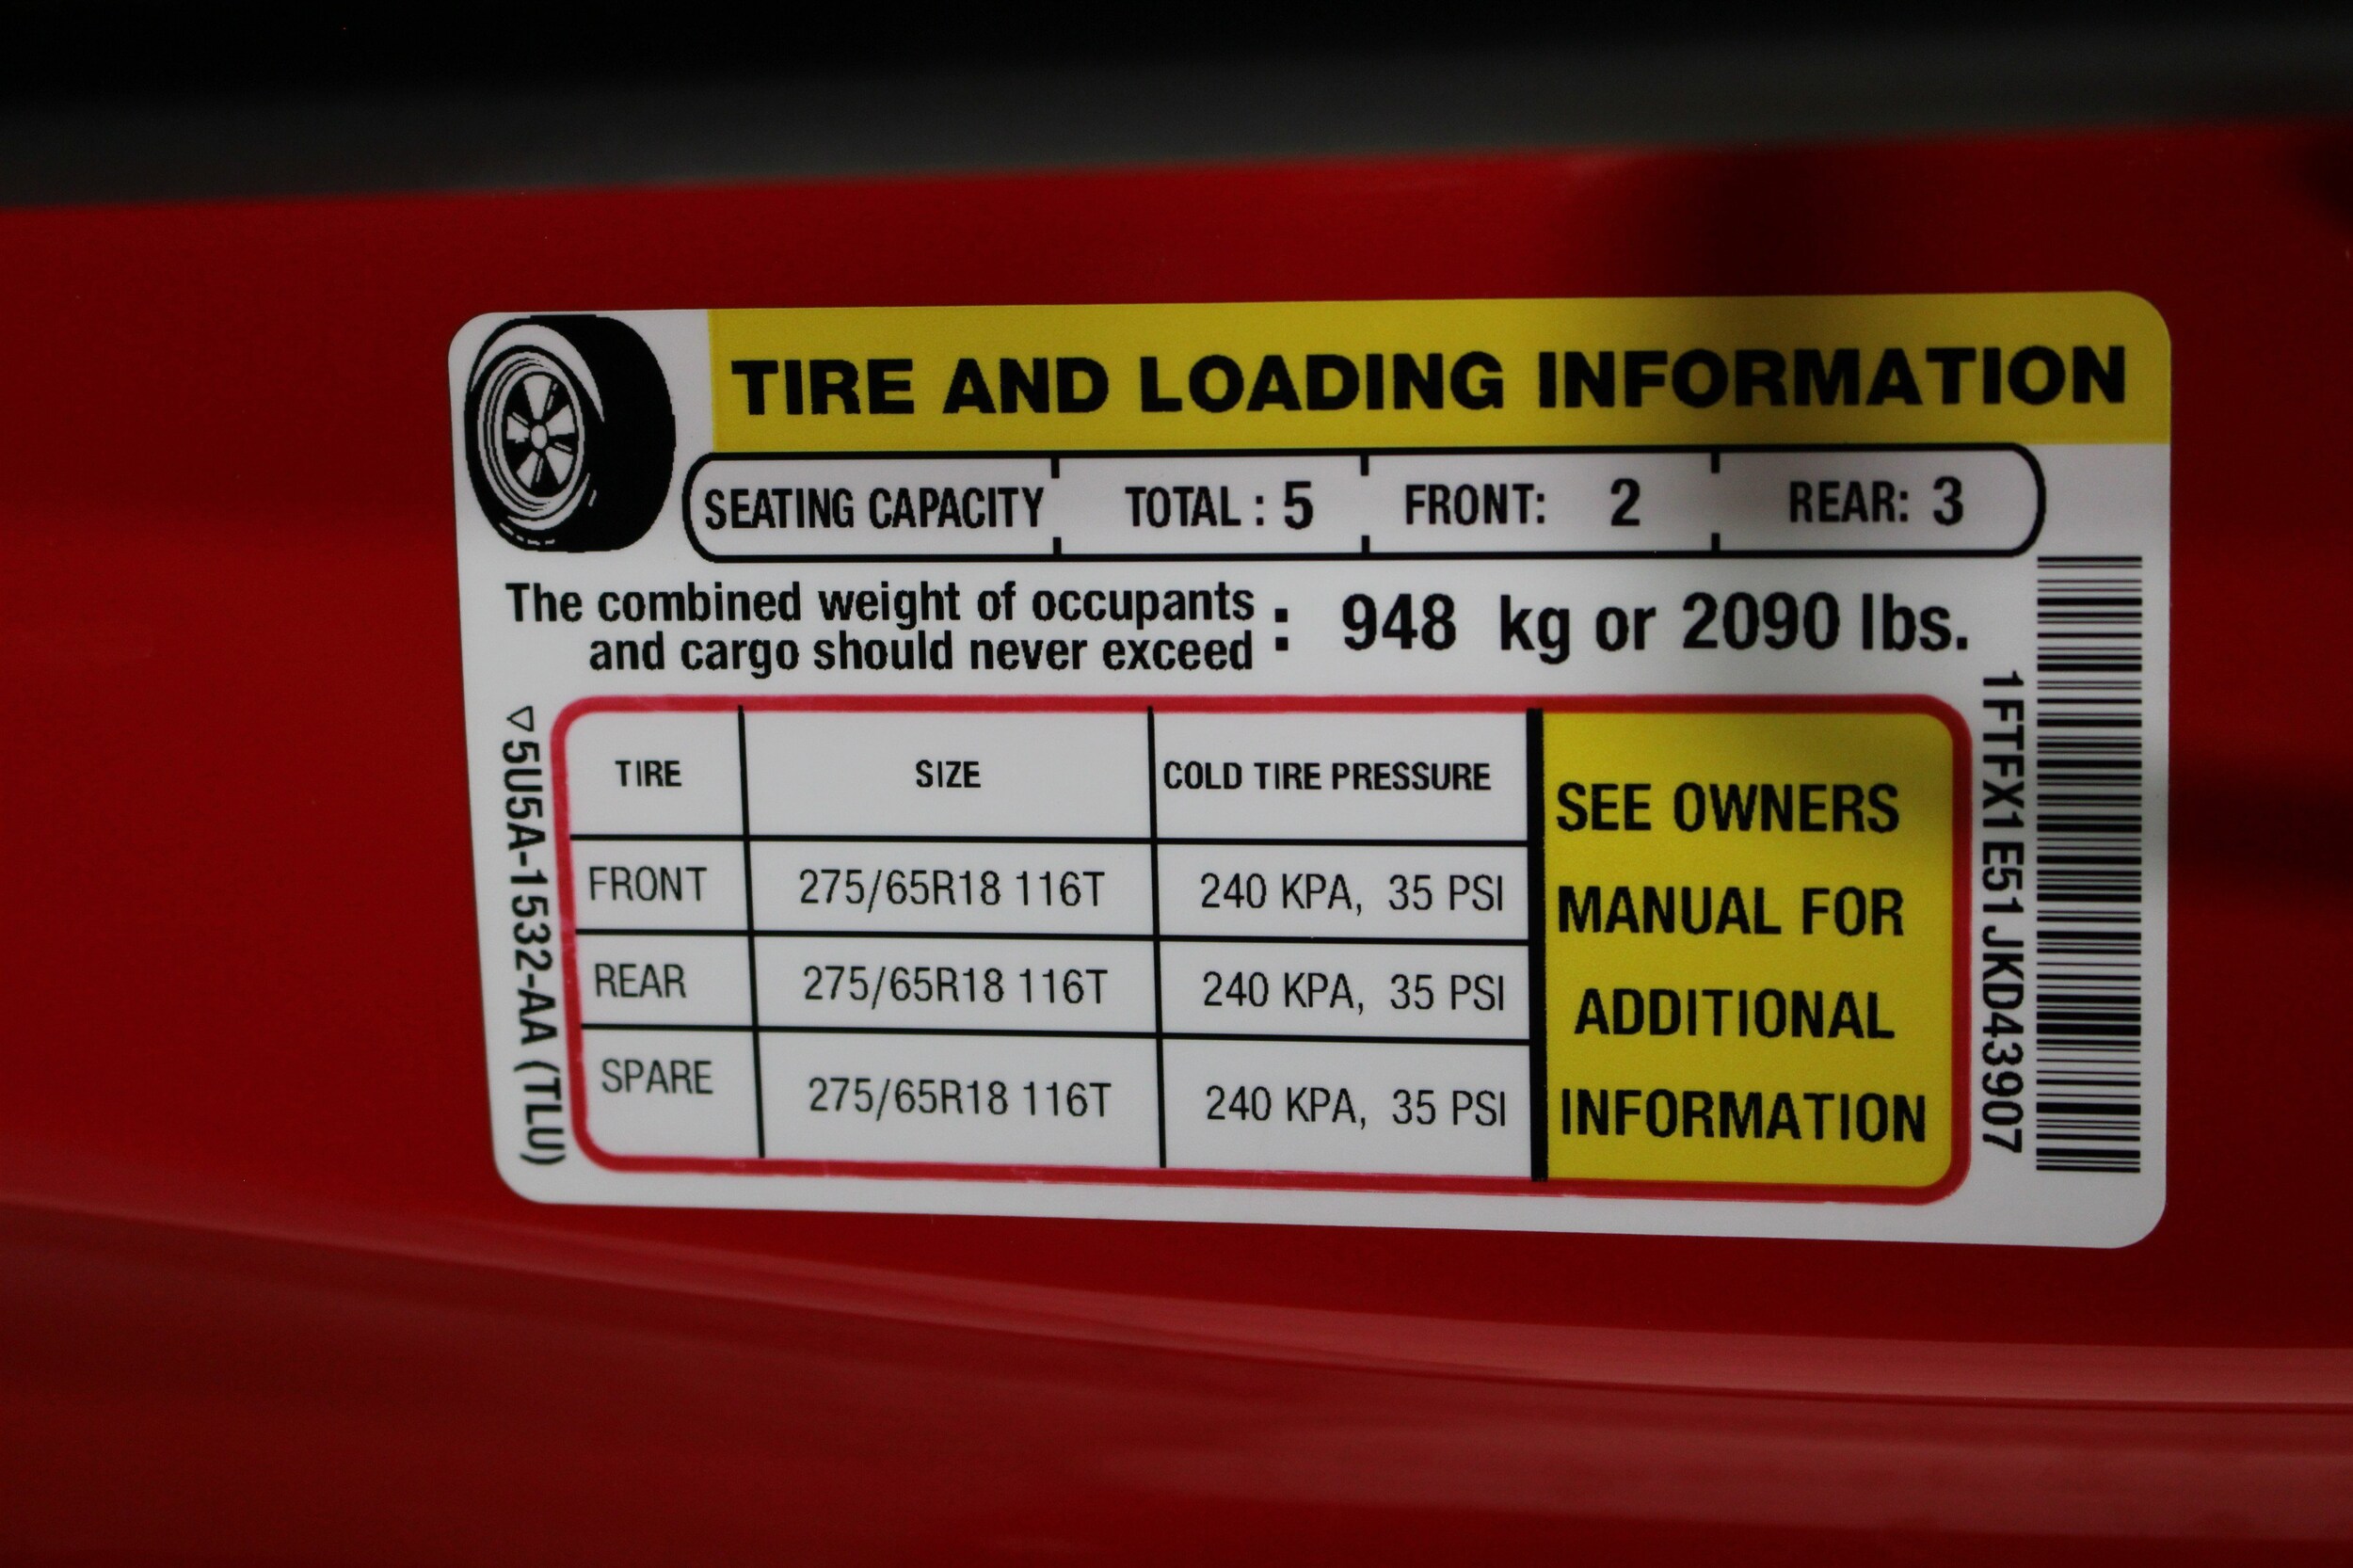 TIRE AND LOADING INFORMATION
SEATING CAPACITY TOTAL : 5 FRONT: 2 REAR: 3
The combined weight of occupants
and cargo should never exceed : 948 kg or 2090 lbs.
TIRE SIZE COLD TIRE PRESSURE
FRONT 275/65R18 116T 240 KPA, 35 PSI
REAR 275/65R18 116T 240 KPA, 35 PSI
SPARE 275/65R18 116T 240 KPA, 35 PSI
SEE OWNERS
MANUAL FOR
ADDITIONAL
INFORMATION
▽5U5A-1532-AA (TLU)
1FTFX1E51JKD43907